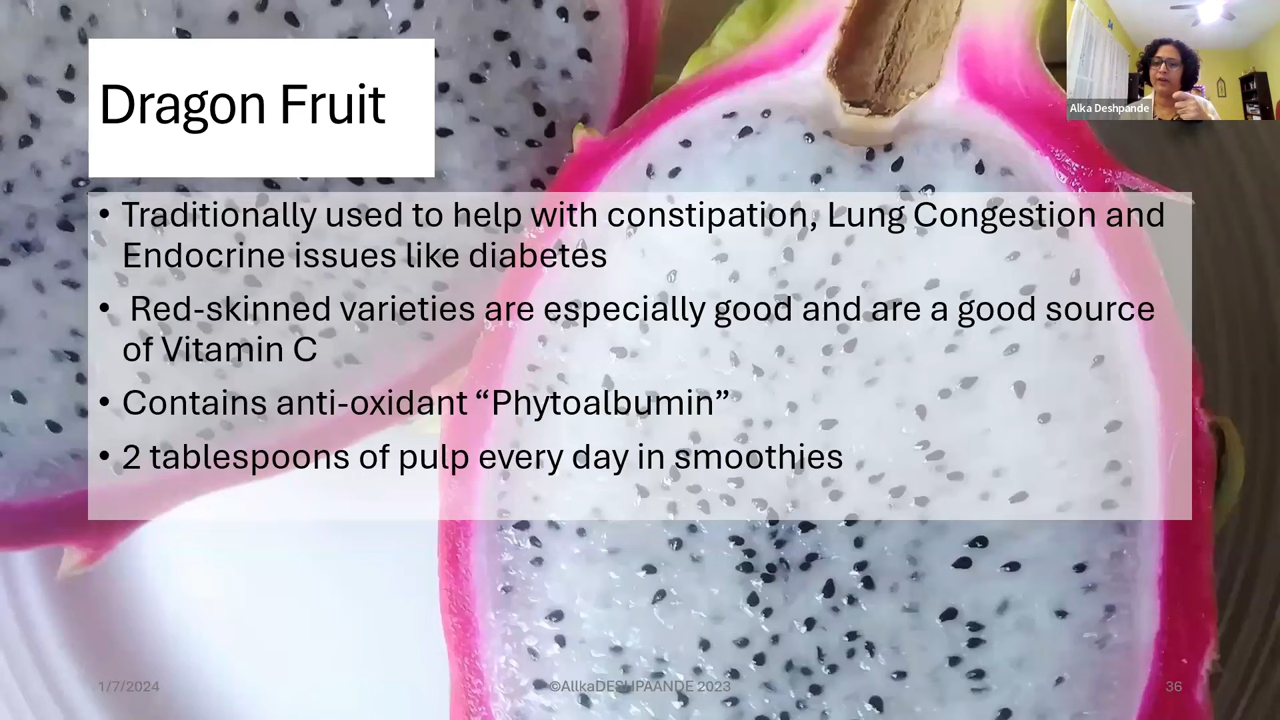 Alka Deshpande
Dragon Fruit
• Traditionally used to help with constipation, Lung Congestion and
Endocrine issues like diabetes
• Red-skinned varieties are especially good and are a good source
of Vitamin C
• Contains anti-oxidant “Phytoalbumin”
• 2 tablespoons of pulp every day in smoothies
1/7/2024
©AllkaDESHPAANDE 2023
36